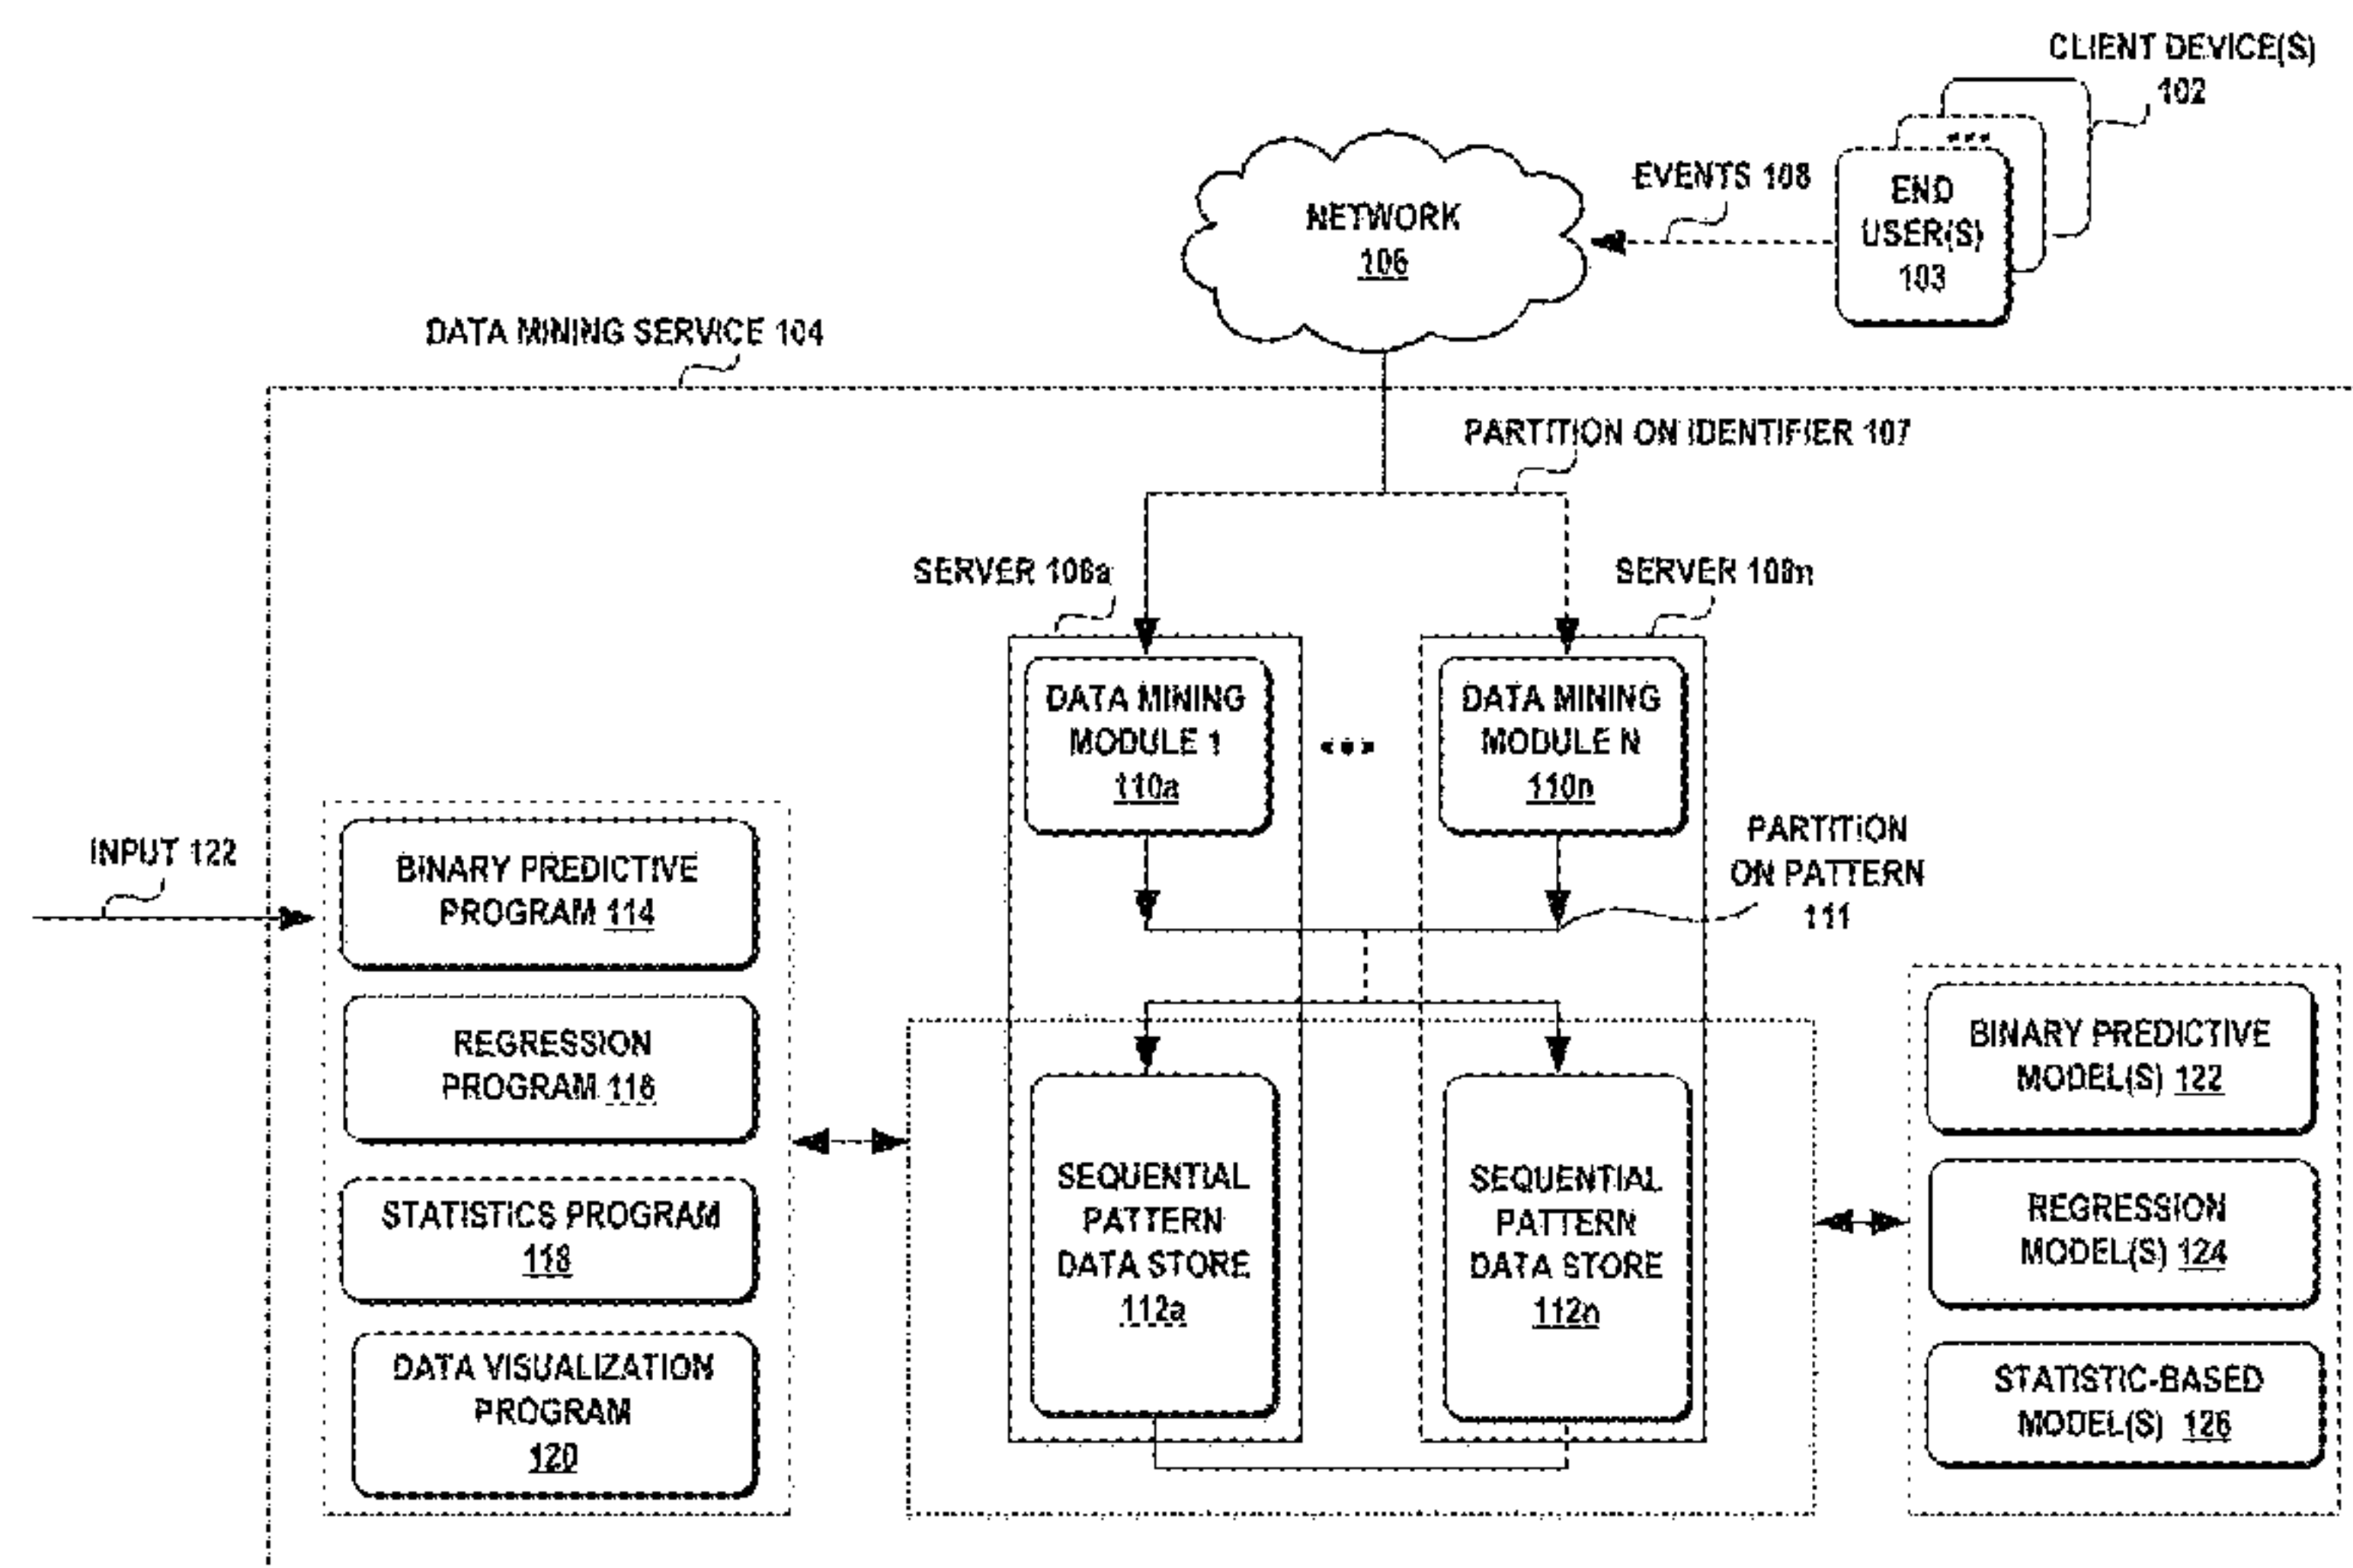 CLIENT DEVICE(S)
102
EVENTS 108
END
USER(S)
103
NETWORK
106
DATA MINING SERVICE 104
PARTITION ON IDENTIFIER 107
SERVER 108a
SERVER 108n
DATA MINING
MODULE 1
110a
DATA MINING
MODULE N
110n
PARTITION
ON PATTERN
111
INPUT 122
BINARY PREDICTIVE
PROGRAM 114
REGRESSION
PROGRAM 116
STATISTICS PROGRAM
118
DATA VISUALIZATION
PROGRAM
120
SEQUENTIAL
PATTERN
DATA STORE
112a
SEQUENTIAL
PATTERN
DATA STORE
112n
BINARY PREDICTIVE
MODEL(S) 122
REGRESSION
MODEL(S) 124
STATISTIC-BASED
MODEL(S) 126